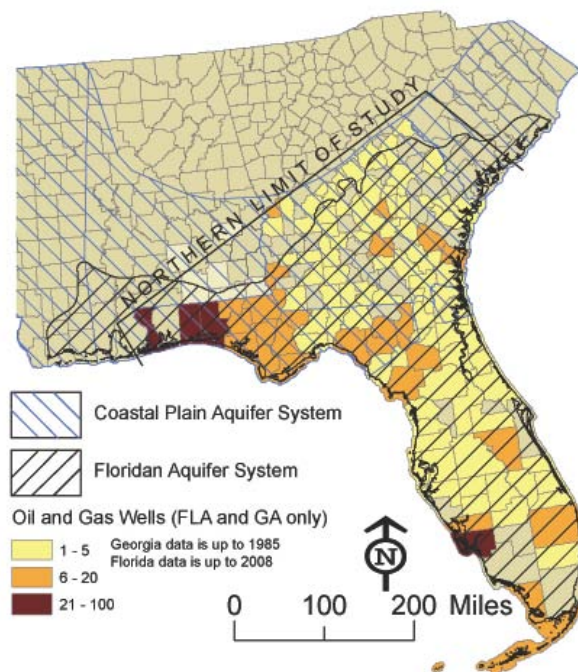 NORTHERN LIMIT OF STUDY
Coastal Plain Aquifer System
Floridan Aquifer System
Oil and Gas Wells (FLA and GA only)
1 - 5
Georgia data is up to 1985
Florida data is up to 2008
6 - 20
21 - 100
N
0 100 200 Miles